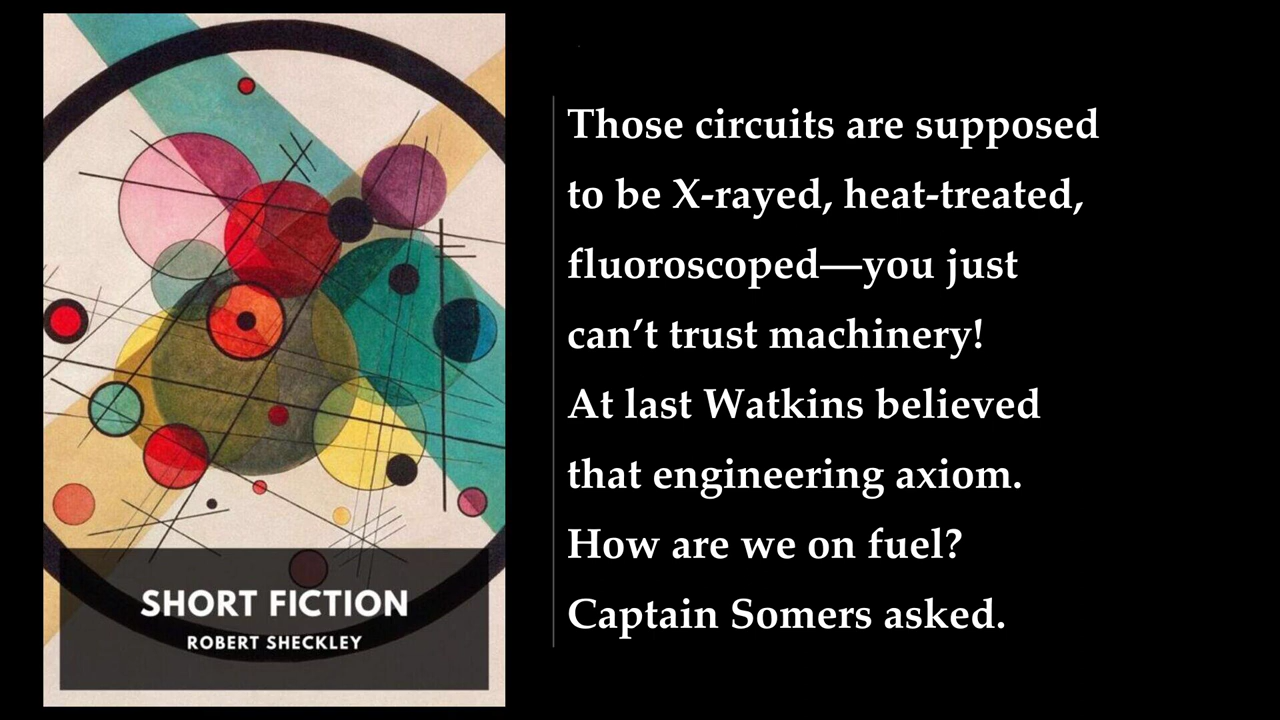 SHORT FICTION
ROBERT SHECKLEY
Those circuits are supposed
to be X-rayed, heat-treated,
fluoroscoped—you just
can’t trust machinery!
At last Watkins believed
that engineering axiom.
How are we on fuel?
Captain Somers asked.